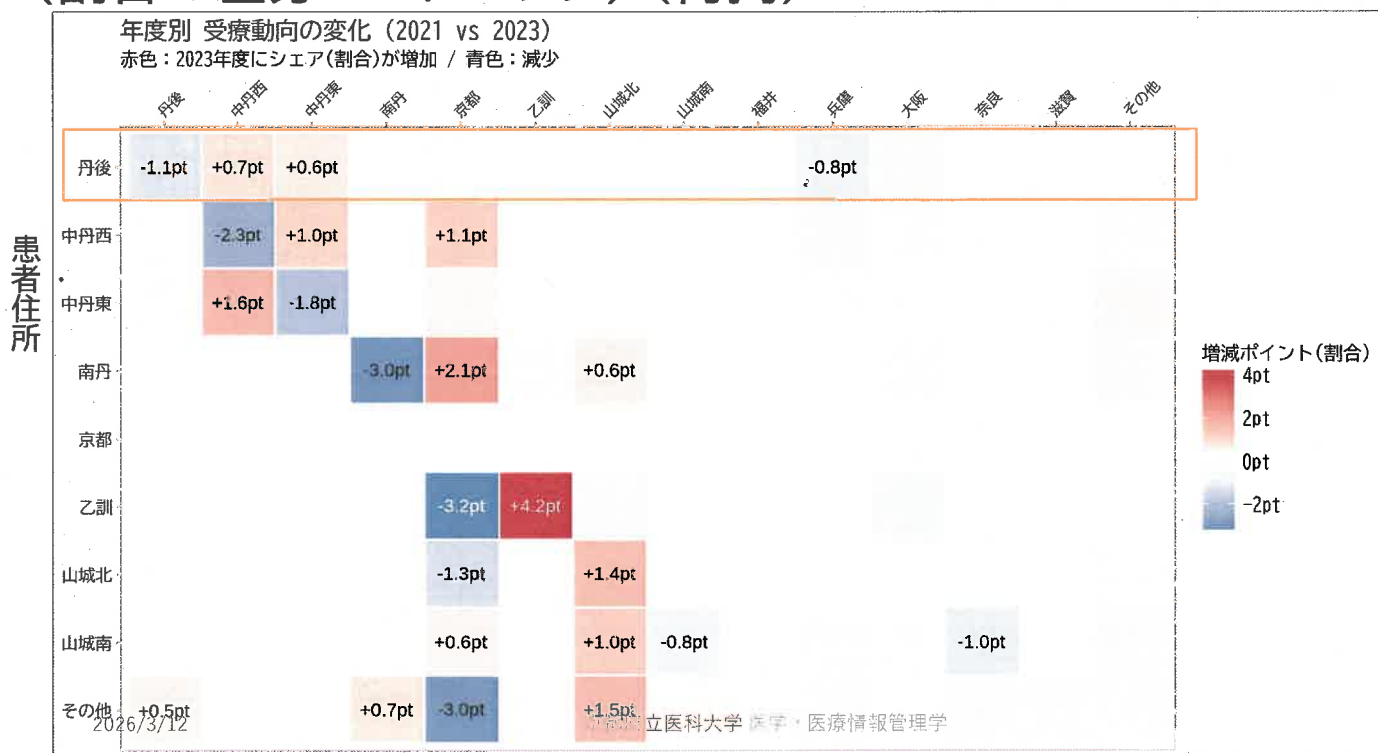 年度別 受療動向の変化 (2021 vs 2023)
赤色：2023年度にシェア(割合)が増加 / 青色：減少
丹後 中丹西 中丹東 南丹 京都 乙訓 山城北 山城南 福井 兵庫 大阪 奈良 滋賀 その他
患者住所
丹後 -1.1pt +0.7pt +0.6pt -0.8pt
中丹西 -2.3pt +1.0pt +1.1pt
中丹東 +1.6pt -1.8pt
南丹 -3.0pt +2.1pt +0.6pt
京都
乙訓 -3.2pt +4.2pt
山城北 -1.3pt +1.4pt
山城南 +0.6pt +1.0pt -0.8pt -1.0pt
その他 +0.5pt +0.7pt -3.0pt +1.5pt
増減ポイント(割合)
4pt
2pt
0pt
-2pt
2026/3/12
立医科大学 医学・医療情報管理学